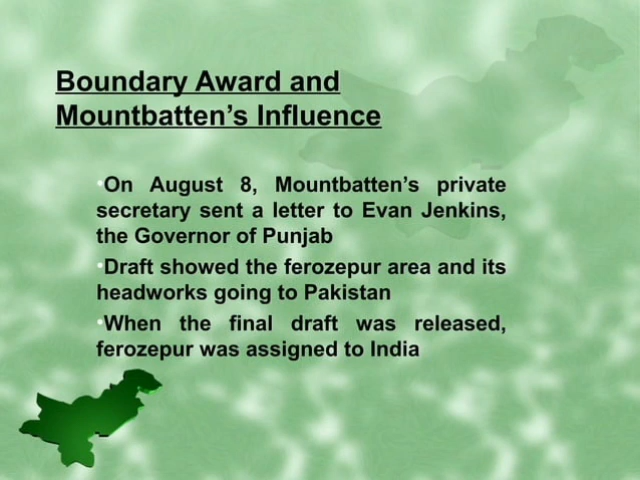 Boundary Award and
Mountbatten’s Influence
•On August 8, Mountbatten’s private
secretary sent a letter to Evan Jenkins,
the Governor of Punjab
•Draft showed the ferozepur area and its
headworks going to Pakistan
•When the final draft was released,
ferozepur was assigned to India